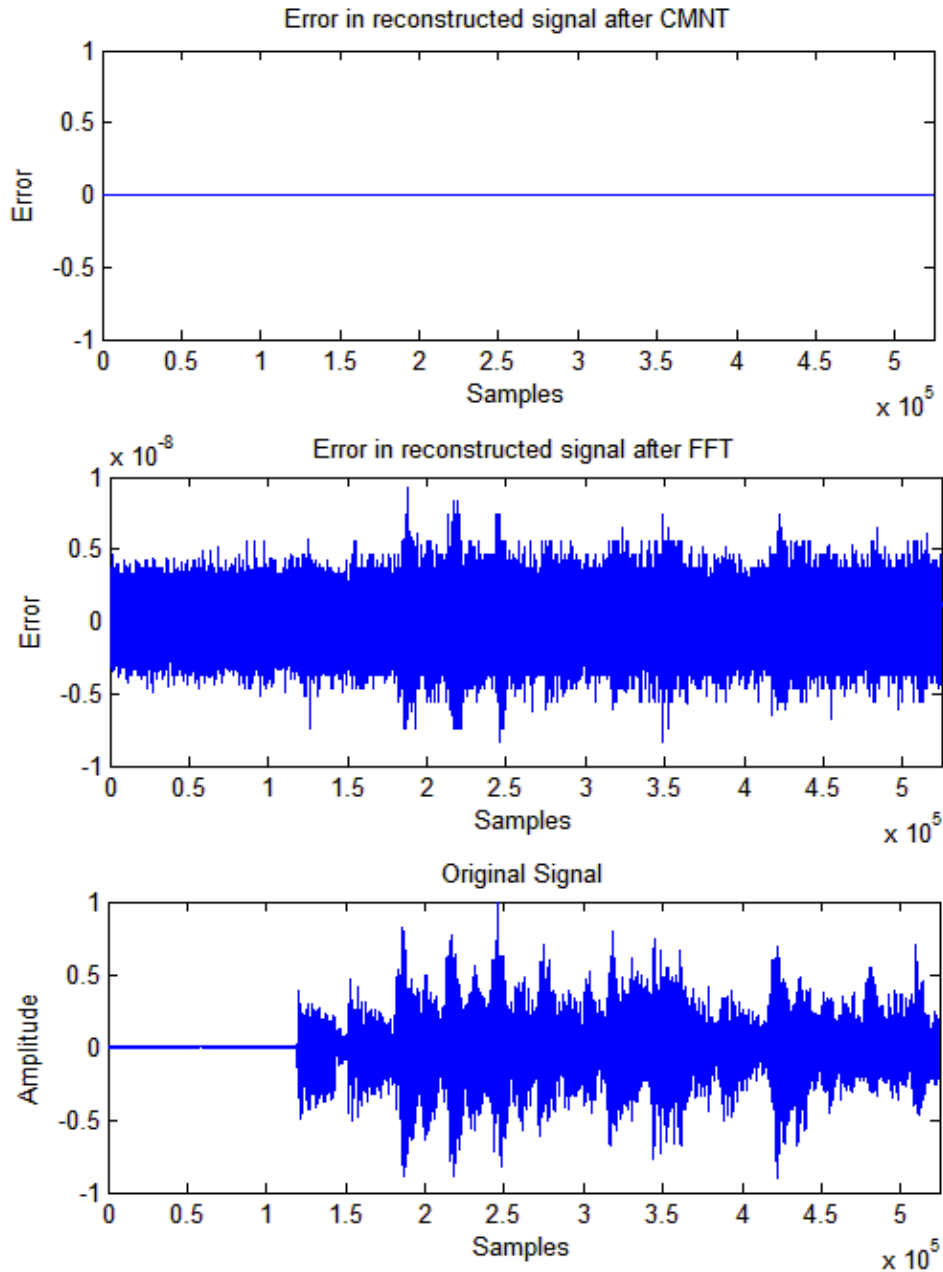 Error in reconstructed signal after CMNT
1
0.5
0
-0.5
-1
Error
0 0.5 1 1.5 2 2.5 3 3.5 4 4.5 5
Samples
x 10^5
x 10^-8
Error in reconstructed signal after FFT
1
0.5
0
-0.5
-1
Error
0 0.5 1 1.5 2 2.5 3 3.5 4 4.5 5
Samples
x 10^5
Original Signal
1
0.5
0
-0.5
-1
Amplitude
0 0.5 1 1.5 2 2.5 3 3.5 4 4.5 5
Samples
x 10^5